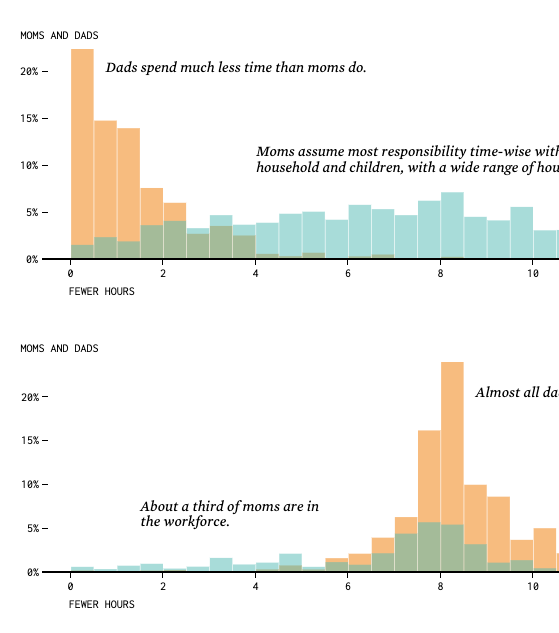 MOMS AND DADS
20%
Dads spend much less time than moms do.
15%
Moms assume most responsibility time-wise with
10%
household and children, with a wide range of hou
5%
0%
0 2 4 6 8 10
FEWER HOURS
MOMS AND DADS
20%
Almost all da
15%
10%
About a third of moms are in
the workforce.
5%
0%
0 2 4 6 8 10
FEWER HOURS